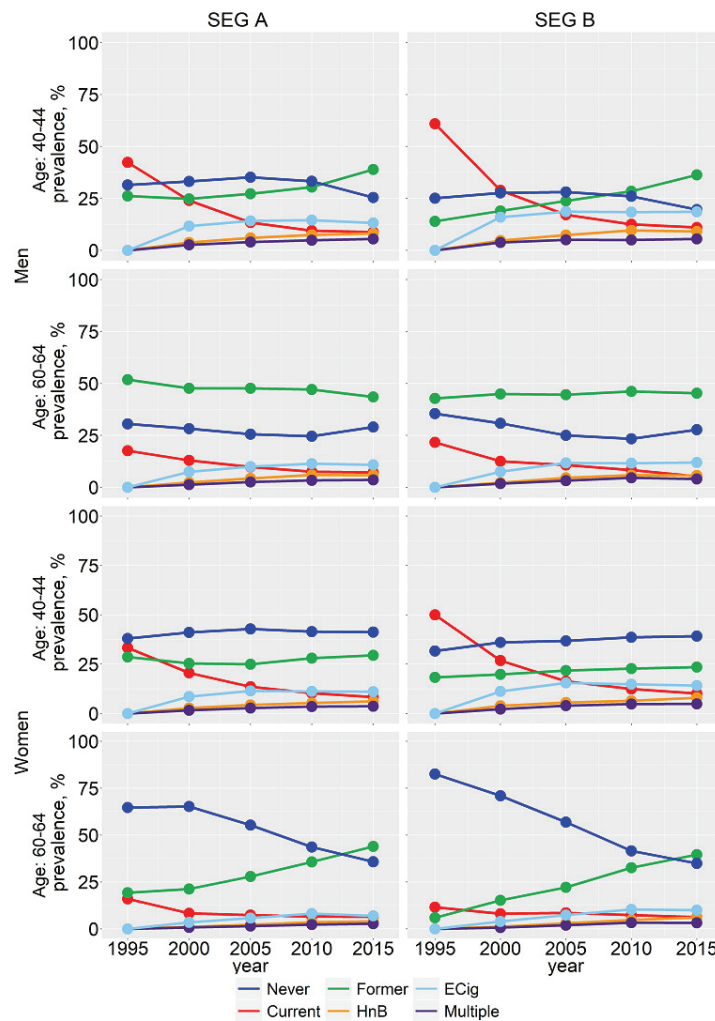 SEG A SEG B
Men
Age: 40-44
prevalence, %
100
75
50
25
0
Age: 60-64
prevalence, %
100
75
50
25
0
Women
Age: 40-44
prevalence, %
100
75
50
25
0
Age: 60-64
prevalence, %
100
75
50
25
0
1995 2000 2005 2010 2015 1995 2000 2005 2010 2015
year year
Never Former ECig
Current HnB Multiple